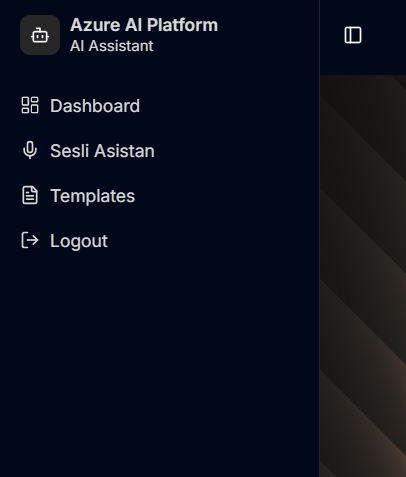 Azure AI Platform
AI Assistant
Dashboard
Sesli Asistan
Templates
Logout